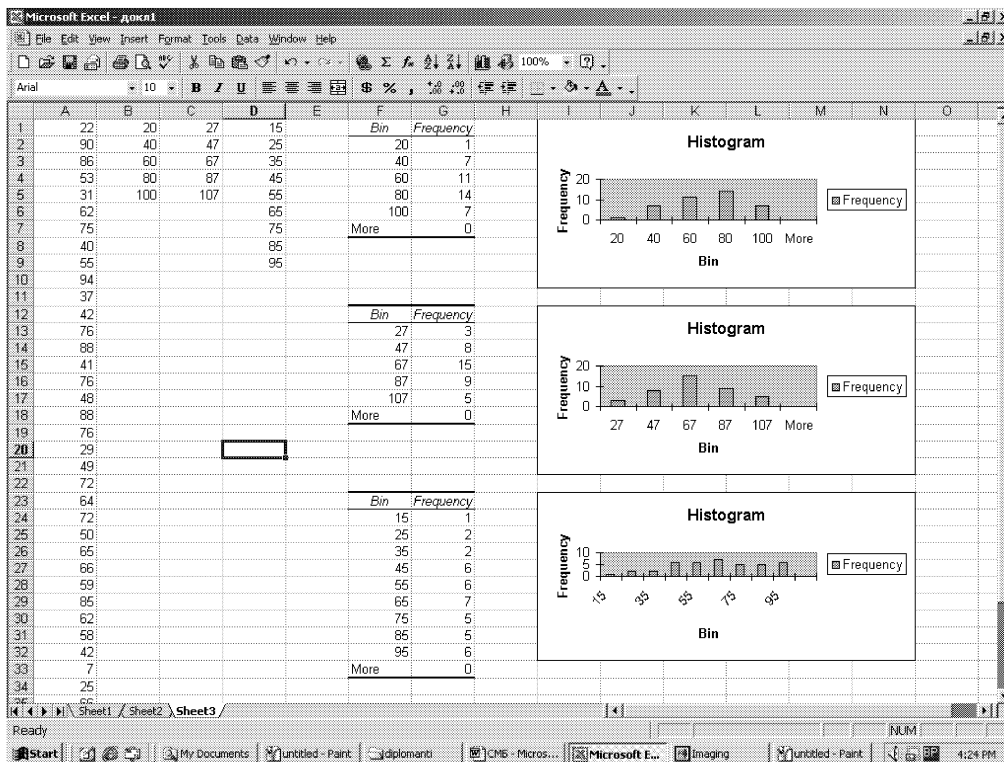 Microsoft Excel - докл1
File Edit View Insert Format Tools Data Window Help
100%
Arial 10 B I U $ % ,
A B C D E F G H I J K L M N O
1 22 20 27 15 Bin Frequency
2 90 40 47 25 20 1
3 86 60 67 35 40 7
4 53 80 87 45 60 11
5 31 100 107 55 80 14
6 62 65 100 7
7 75 75 More 0
8 40 85
9 55 95
10 94
11 37
12 42 Bin Frequency
13 76 27 3
14 88 47 8
15 41 67 15
16 76 87 9
17 48 107 5
18 88 More 0
19 76
20 29
21 49
22 72
23 64 Bin Frequency
24 72 15 1
25 50 25 2
26 65 35 2
27 66 45 6
28 59 55 6
29 85 65 7
30 62 75 5
31 58 85 5
32 42 95 6
33 7 More 0
34 25
35 66
Histogram
Frequency
20
10
0
20 40 60 80 100 More
Bin
Frequency
Histogram
Frequency
20
10
0
27 47 67 87 107 More
Bin
Frequency
Histogram
Frequency
10
5
0
15 35 55 75 95
Bin
Frequency
Sheet1 Sheet2 Sheet3
Ready NUM
Start My Documents untitled - Paint diplomanti СМБ - Micros... Microsoft E... Imaging untitled - Paint 4:24 PM